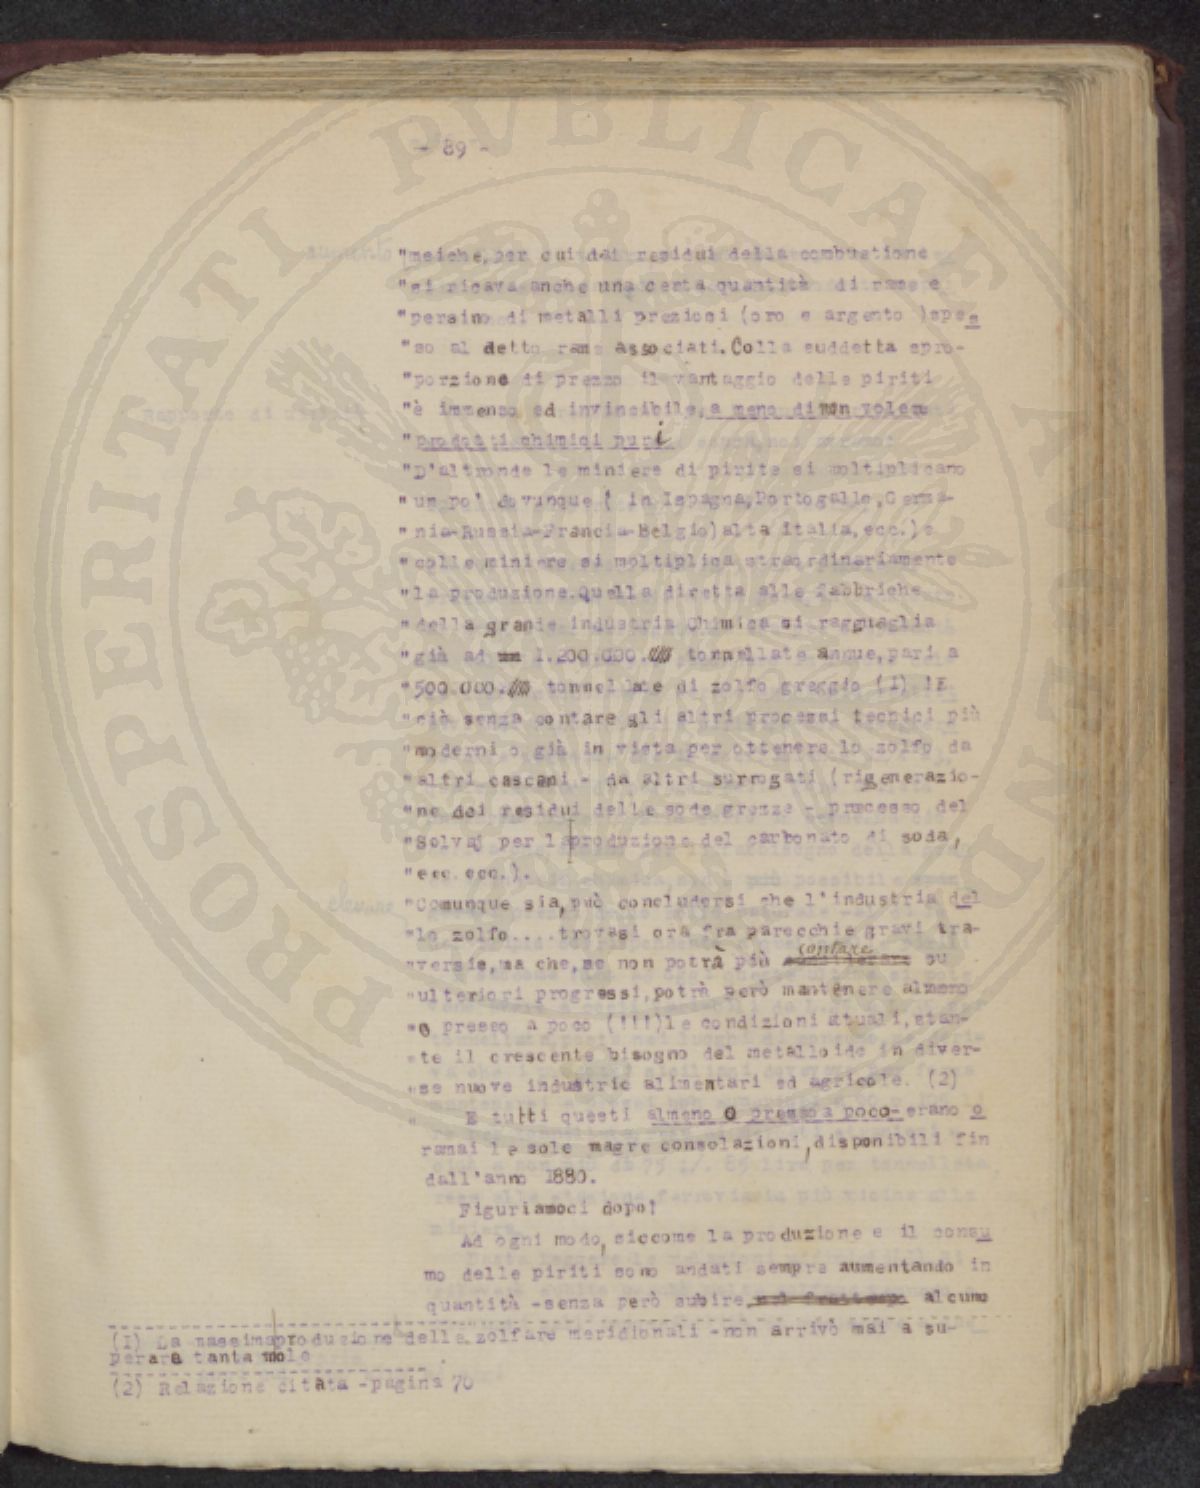 - 89 -
"meiche, per cui dai residui della combustione
"si ricava anche una certa quantità di rame e
"persino di metalli preziosi (oro e argento )spes
"so al detto rame associati. Colla suddetta spro-
"porzione di prezzo il vantaggio delle piriti
"è immenso ed invincibile, a meno di non volere
"prodotti chimici puri
"D'altronde le miniere di pirite si moltiplicano
"un po' dovunque ( in Ispagna, Portogallo, Germa-
"nia-Russia-Francia-Belgio) alta Italia, ecc.) e
"colle miniere si moltiplica straordinariamente
"la produzione. Quella diretta alle fabbriche
"della grande industria Chimica si ragguaglia
"già ad 1.200.000. tonnellate annue, pari a
"500.000. tonnellate di zolfo greggio (1) !E
"ciò senza contare gli altri processi tecnici più
"moderni o già in vista per ottenere lo zolfo da
"altri cascami - da altri surrogati (rigenerazio-
"ne dei residui delle sode grezze - processo del
"Solvaj per la produzione del carbonato di soda,
"ecc. ecc.).
"Comunque sia, può concludersi che l'industria del
"lo zolfo.... trovasi ora fra parecchie gravi tra-
"versie, ma che, se non potrà più contare su
"ulteriori progressi, potrà però mantenere almeno
"o presso a poco (!!!) le condizioni attuali, stan-
"te il crescente bisogno del metalloide in diver-
"se nuove industrie alimentari ed agricole. (2)
" E tutti questi almeno o presso a poco- erano o
ramai le sole magre consolazioni, disponibili fin
dall'anno 1880.
Figuriamoci dopo!
Ad ogni modo, siccome la produzione e il consu
mo delle piriti sono andati sempre aumentando in
quantità -senza però subire, nel frattempo alcuno
(1) La massima produzione delle zolfare meridionali -non arrivò mai a su-
perare tanta mole
(2) Relazione citata -pagina 70
PROSPERITATI PVBLICAE AVGENDAE